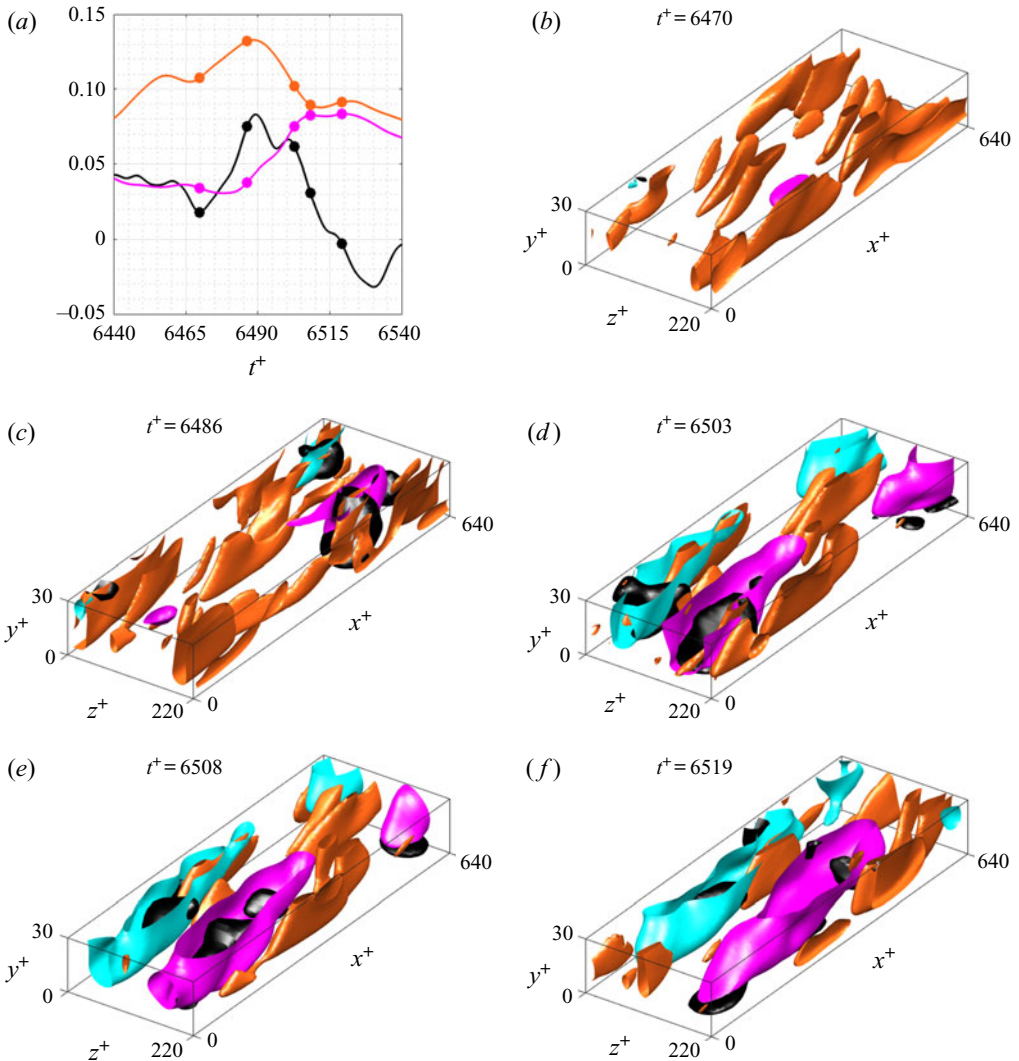 (a)
0.15
0.10
0.05
0
–0.05
6440 6465 6490 6515 6540
t+
(b)
t+ = 6470
30
y+
0
z+
220
0
x+
640
(c)
t+ = 6486
30
y+
0
z+
220
0
x+
640
(d)
t+ = 6503
30
y+
0
z+
220
0
x+
640
(e)
t+ = 6508
30
y+
0
z+
220
0
x+
640
(f)
t+ = 6519
30
y+
0
z+
220
0
x+
640